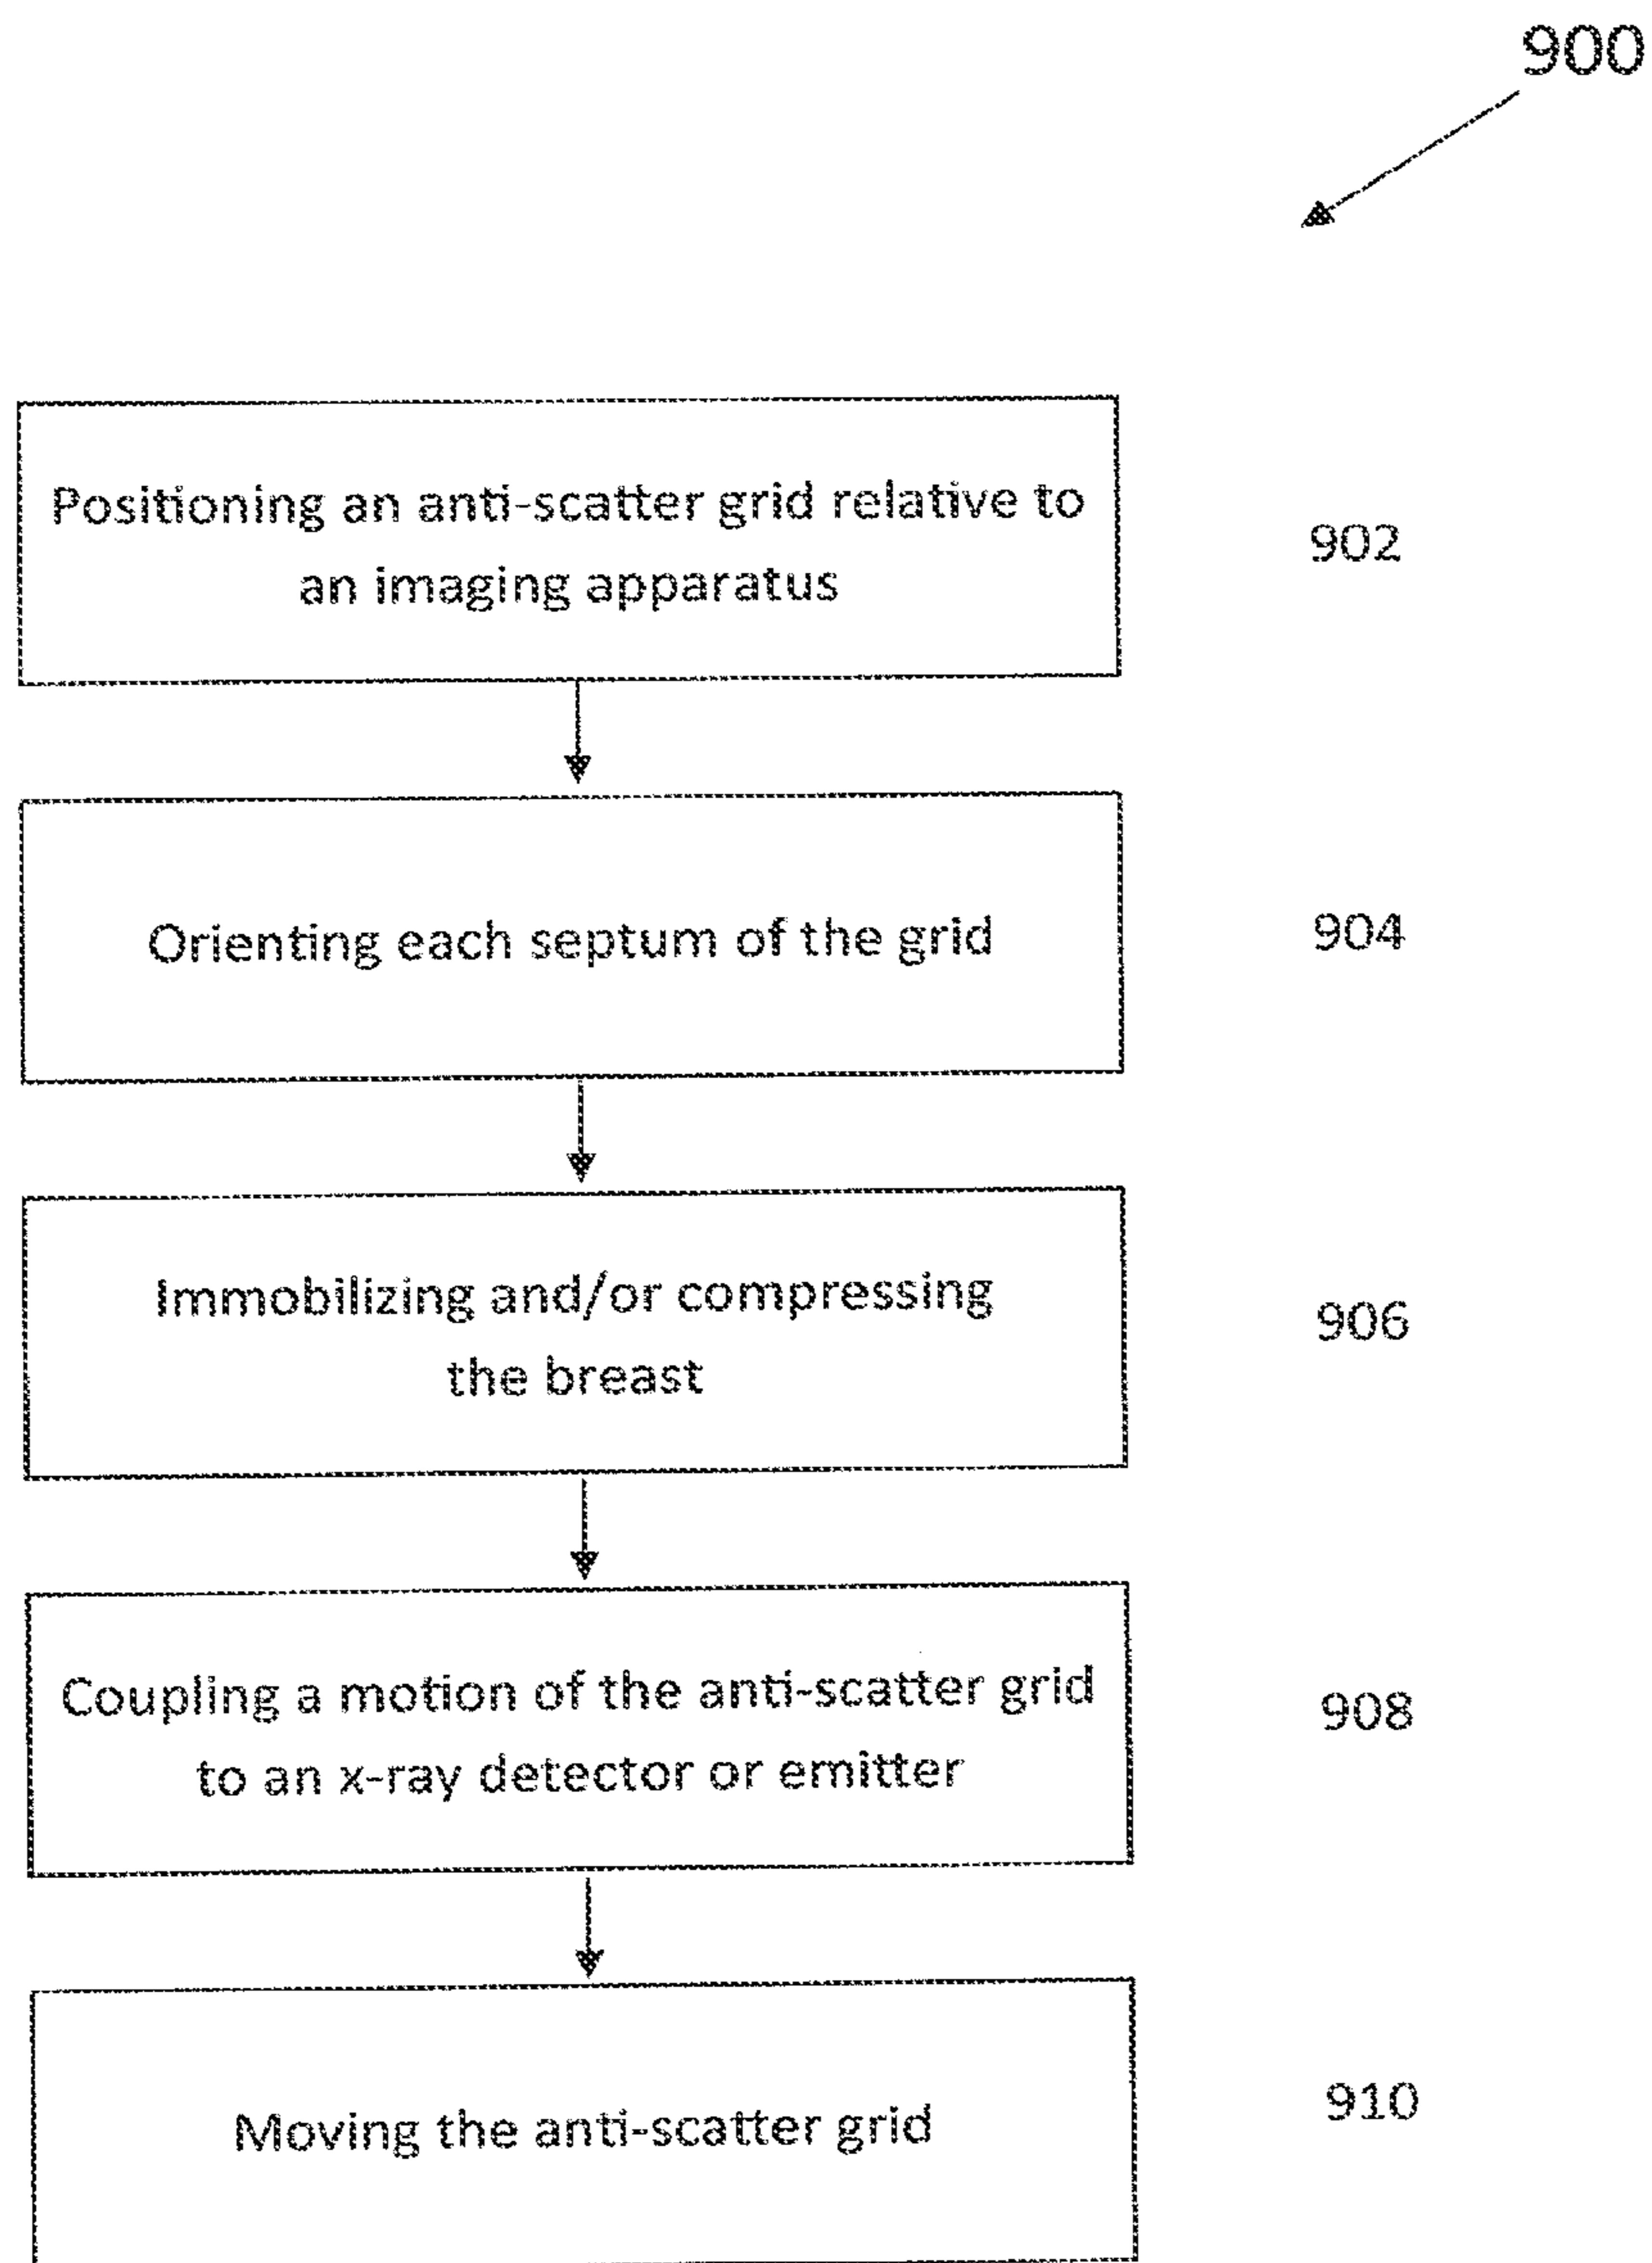 900
Positioning an anti-scatter grid relative to
an imaging apparatus
902
Orienting each septum of the grid
904
Immobilizing and/or compressing
the breast
906
Coupling a motion of the anti-scatter grid
to an x-ray detector or emitter
908
Moving the anti-scatter grid
910